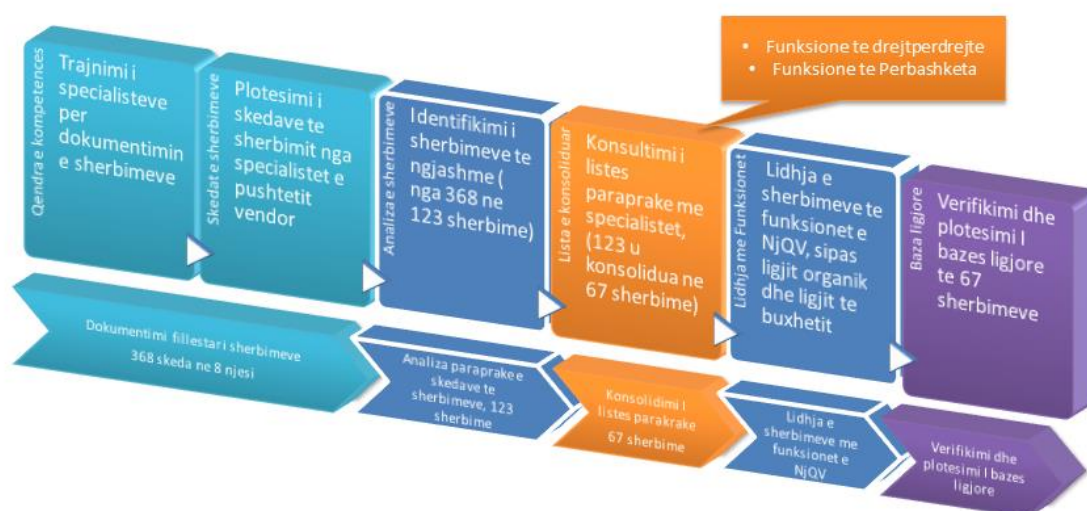 Qendra e kompetences
Trajnimi i
specialisteve
per
dokumentimin
e sherbimeve
Skedat e sherbimeve
Plotesimi i
skedave te
sherbimit nga
specialistet e
pushtetit
vendor
Analiza e sherbimeve
Identifikimi i
sherbimeve te
ngjashme (
nga 368 ne
123 sherbime)
Lista e konsoliduar
Konsultimi i
listes
paraprake me
specialistet,
(123 u
konsolidua ne
67 sherbime)
• Funksione te drejtperdrejte
• Funksione te Perbashketa
Lidhja me Funksionet
Lidhja e
sherbimeve te
funksionet e
NjQV, sipas
ligjit organik
dhe ligjit te
buxhetit
Baza ligjore
Verifikimi dhe
plotesimi I
bazes ligjore
te 67
sherbimeve
Dokumentimi fillestari sherbimeve
368 skeda ne 8 njesi
Analiza paraprake e
skedave te
sherbimeve, 123
sherbime
Konsolidimi I
listes parakrake
67 sherbime
Lidhja e
sherbimeve me
funksionet e
NjQV
Verifikimi dhe
plotesimi I bazes
ligjore